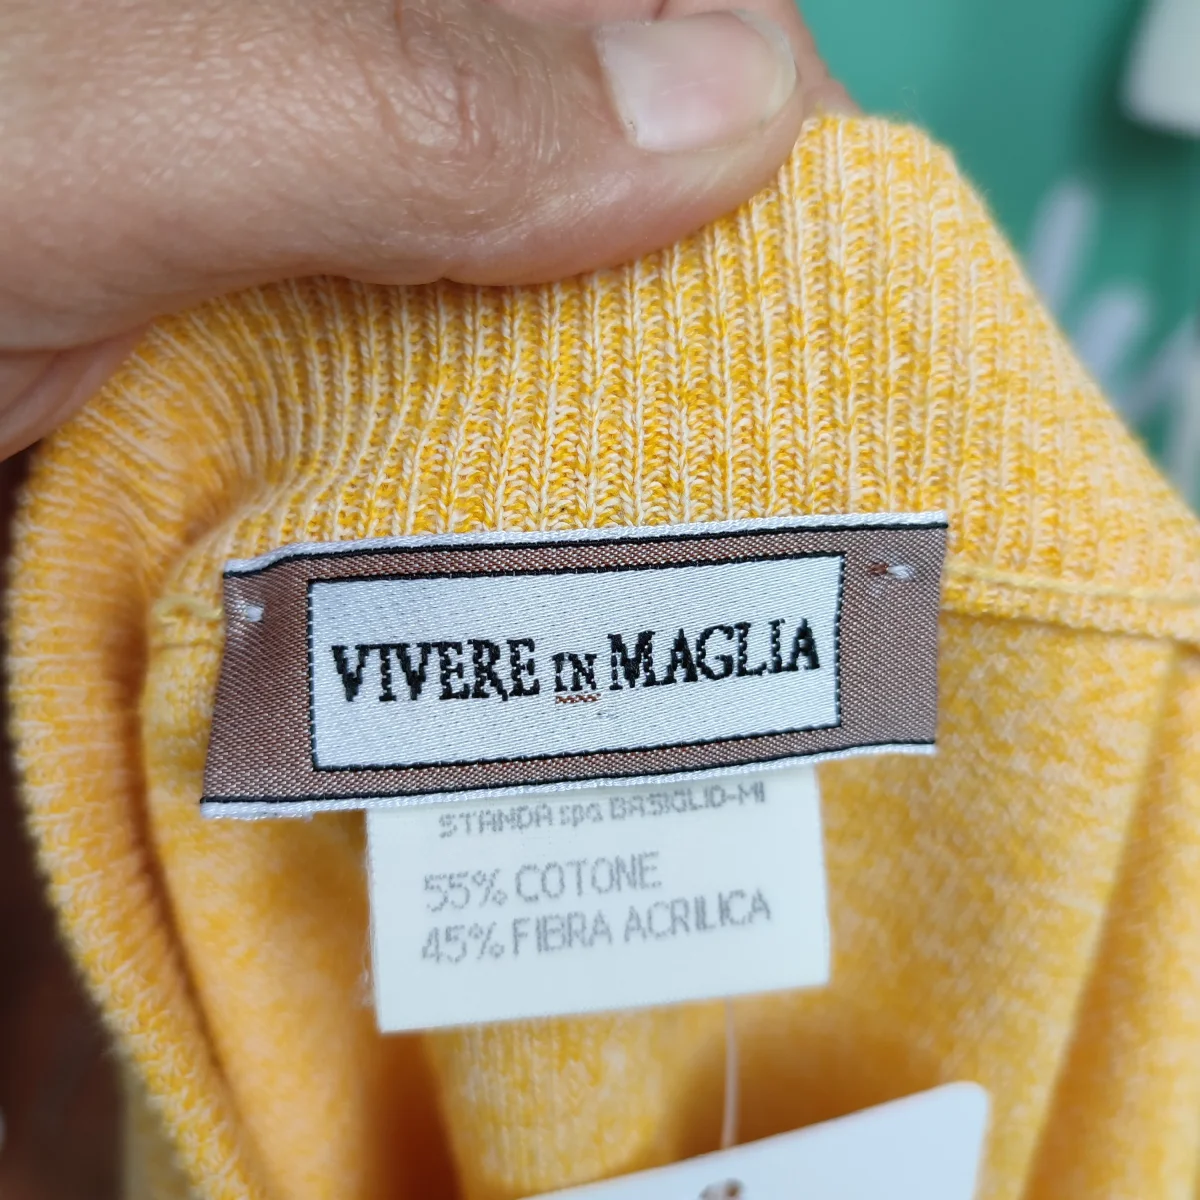 VIVERE IN MAGLIA
STANDA spa BASIGLIO-MI
55% COTONE
45% FIBRA ACRILICA